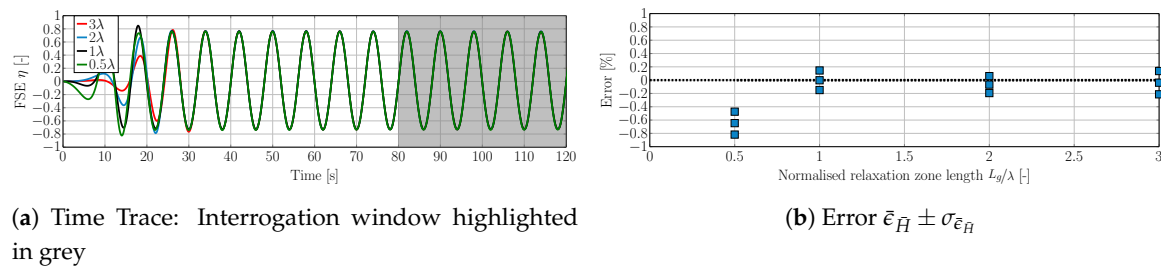 1
0.8
0.6
0.4
0.2
0
−0.2
−0.4
−0.6
−0.8
−1
FSE η [-]
3λ
2λ
1λ
0.5λ
0 10 20 30 40 50 60 70 80 90 100 110 120
Time [s]
1
0.8
0.6
0.4
0.2
0
−0.2
−0.4
−0.6
−0.8
−1
Error [%]
0 0.5 1 1.5 2 2.5 3
Normalised relaxation zone length L_g/λ [-]
(a) Time Trace: Interrogation window highlighted
in grey
(b) Error ε̄_H̄ ± σ_ε̄_H̄